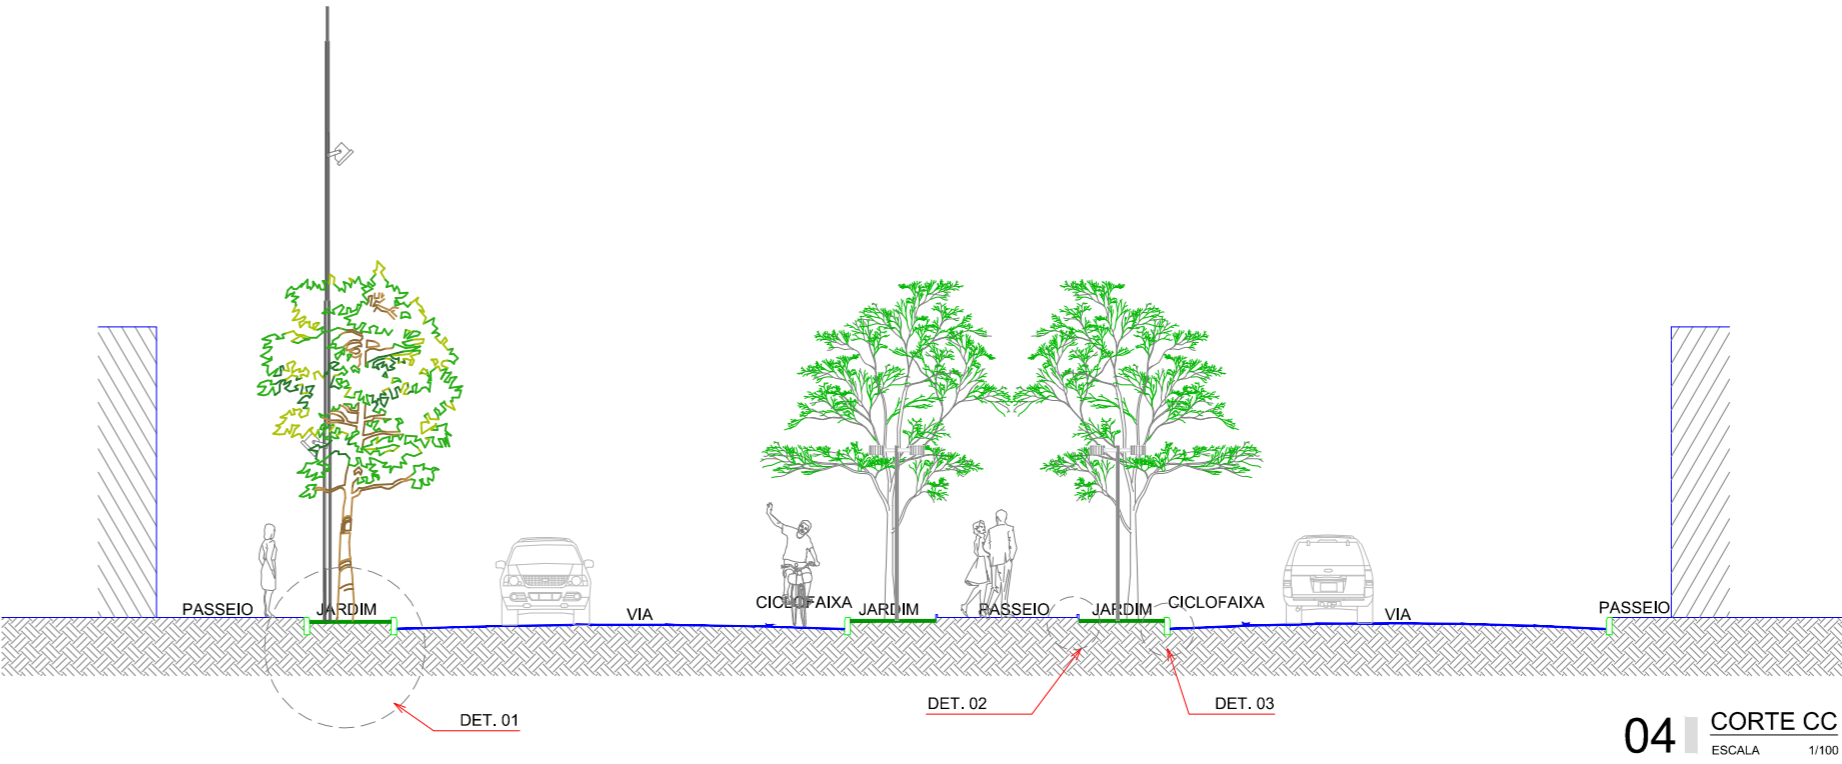 PASSEIO
JARDIM
VIA
CICLOFAIXA
JARDIM
PASSEIO
JARDIM
CICLOFAIXA
VIA
PASSEIO
DET. 01
DET. 02
DET. 03
04
CORTE CC
ESCALA 1/100